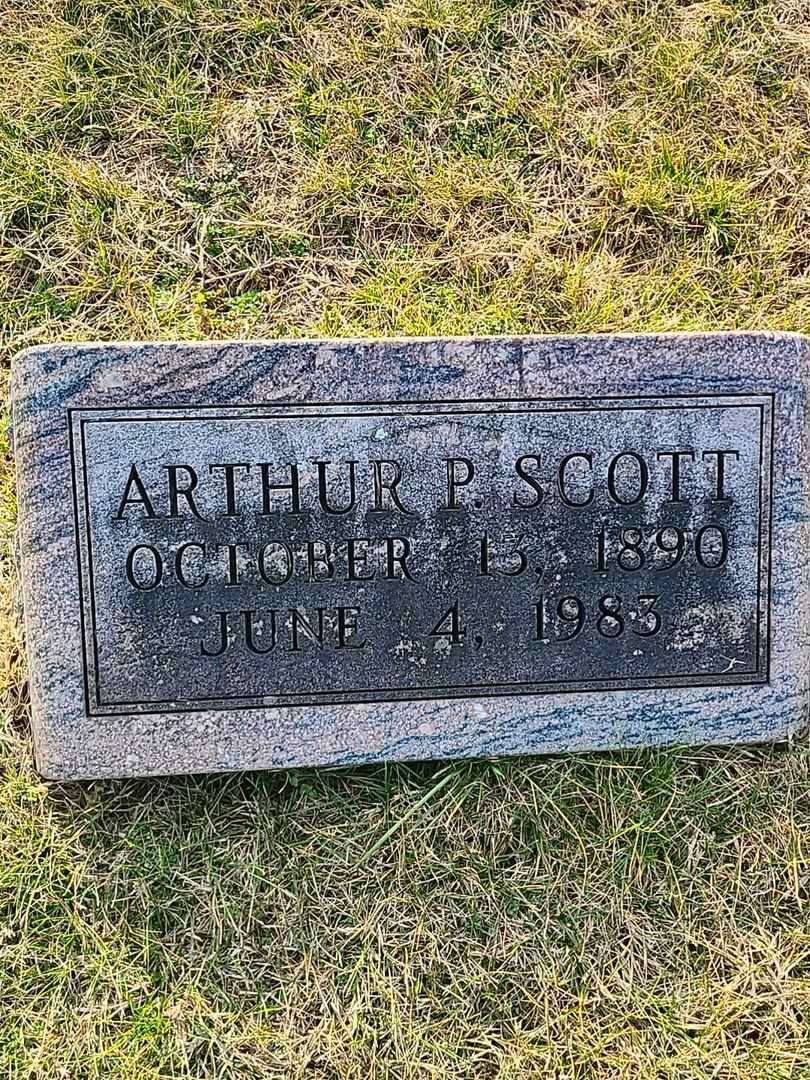 ARTHUR P. SCOTT
OCTOBER 13, 1890
JUNE 4, 1983